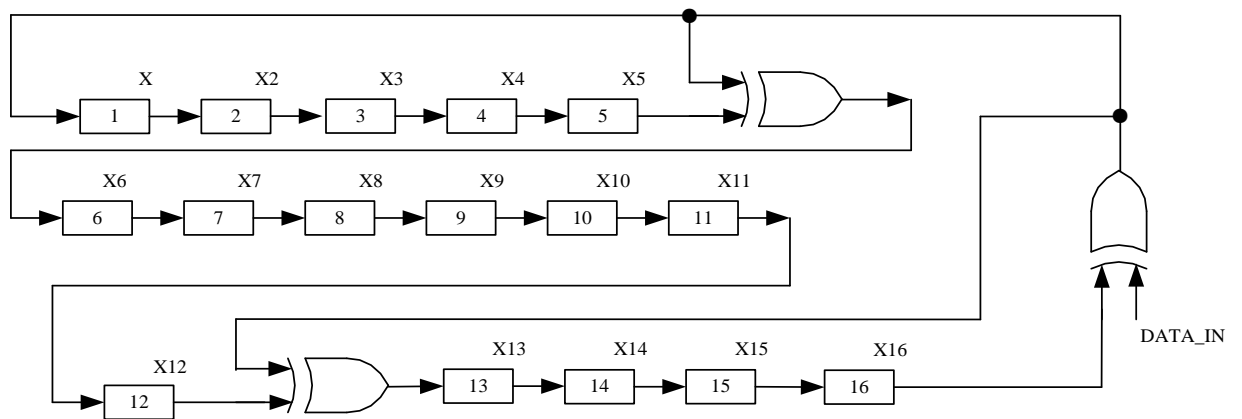 X X2 X3 X4 X5
1 2 3 4 5
X6 X7 X8 X9 X10 X11
6 7 8 9 10 11
DATA_IN
X12 X13 X14 X15 X16
12 13 14 15 16